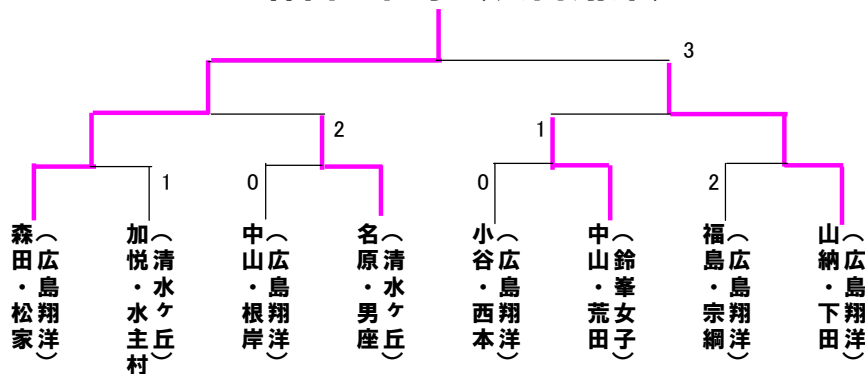 3
2
1
1
0
0
2
森田・松家(広島翔洋)
加悦・水主村(清水ヶ丘)
中山・根岸(広島翔洋)
名原・男座(清水ヶ丘)
小谷・西本(広島翔洋)
中山・荒田(鈴峯女子)
福島・宗綱(広島翔洋)
山納・下田(広島翔洋)